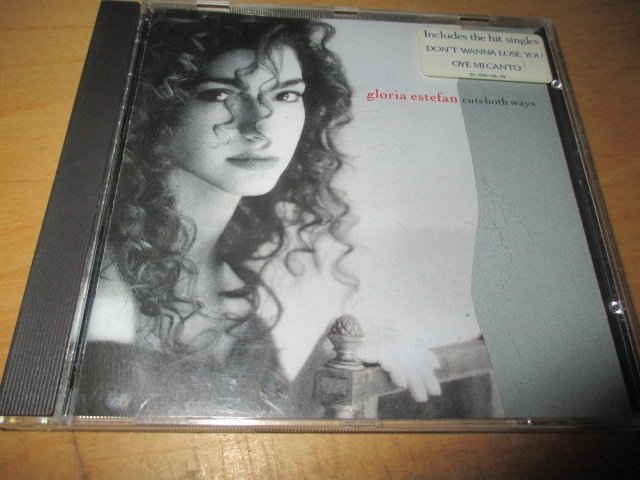 Includes the hit singles
DON'T WANNA LOSE YOU
OYE MI CANTO
gloria estefan cuts both ways